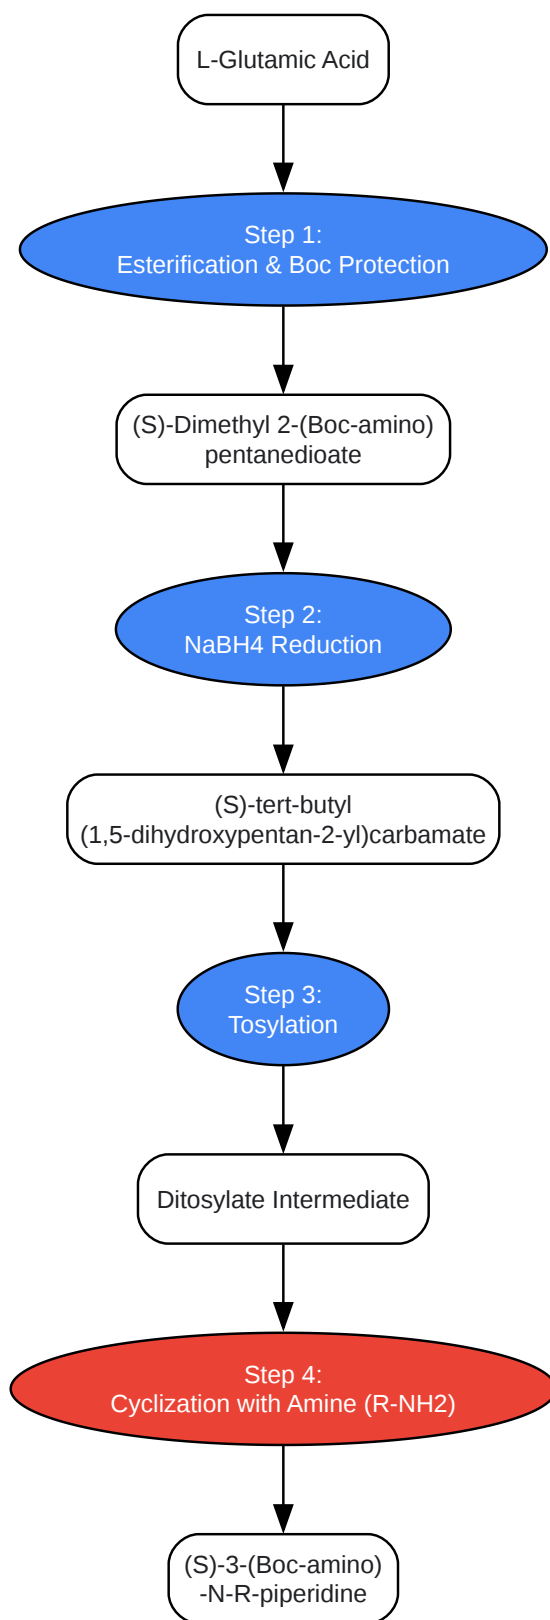 L-Glutamic Acid
Step 1:
Esterification & Boc Protection
(S)-Dimethyl 2-(Boc-amino)
pentanedioate
Step 2:
NaBH4 Reduction
(S)-tert-butyl
(1,5-dihydroxypentan-2-yl)carbamate
Step 3:
Tosylation
Ditosylate Intermediate
Step 4:
Cyclization with Amine (R-NH2)
(S)-3-(Boc-amino)
-N-R-piperidine